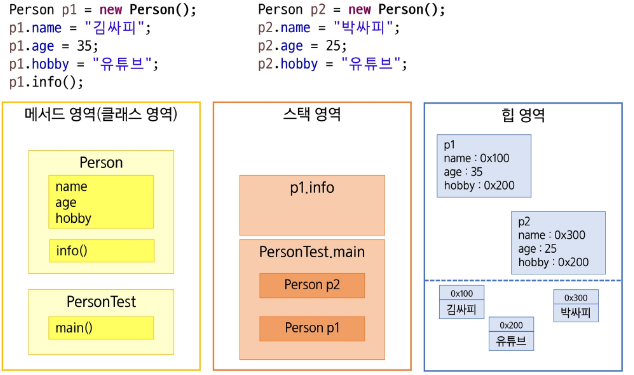 Person p1 = new Person();
p1.name = "김싸피";
p1.age = 35;
p1.hobby = "유튜브";
p1.info();
Person p2 = new Person();
p2.name = "박싸피";
p2.age = 25;
p2.hobby = "유튜브";
메서드 영역(클래스 영역)
Person
name
age
hobby
info()
PersonTest
main()
스택 영역
p1.info
PersonTest.main
Person p2
Person p1
힙 영역
p1
name : 0x100
age : 35
hobby : 0x200
p2
name : 0x300
age : 25
hobby : 0x200
0x100
김싸피
0x200
유튜브
0x300
박싸피